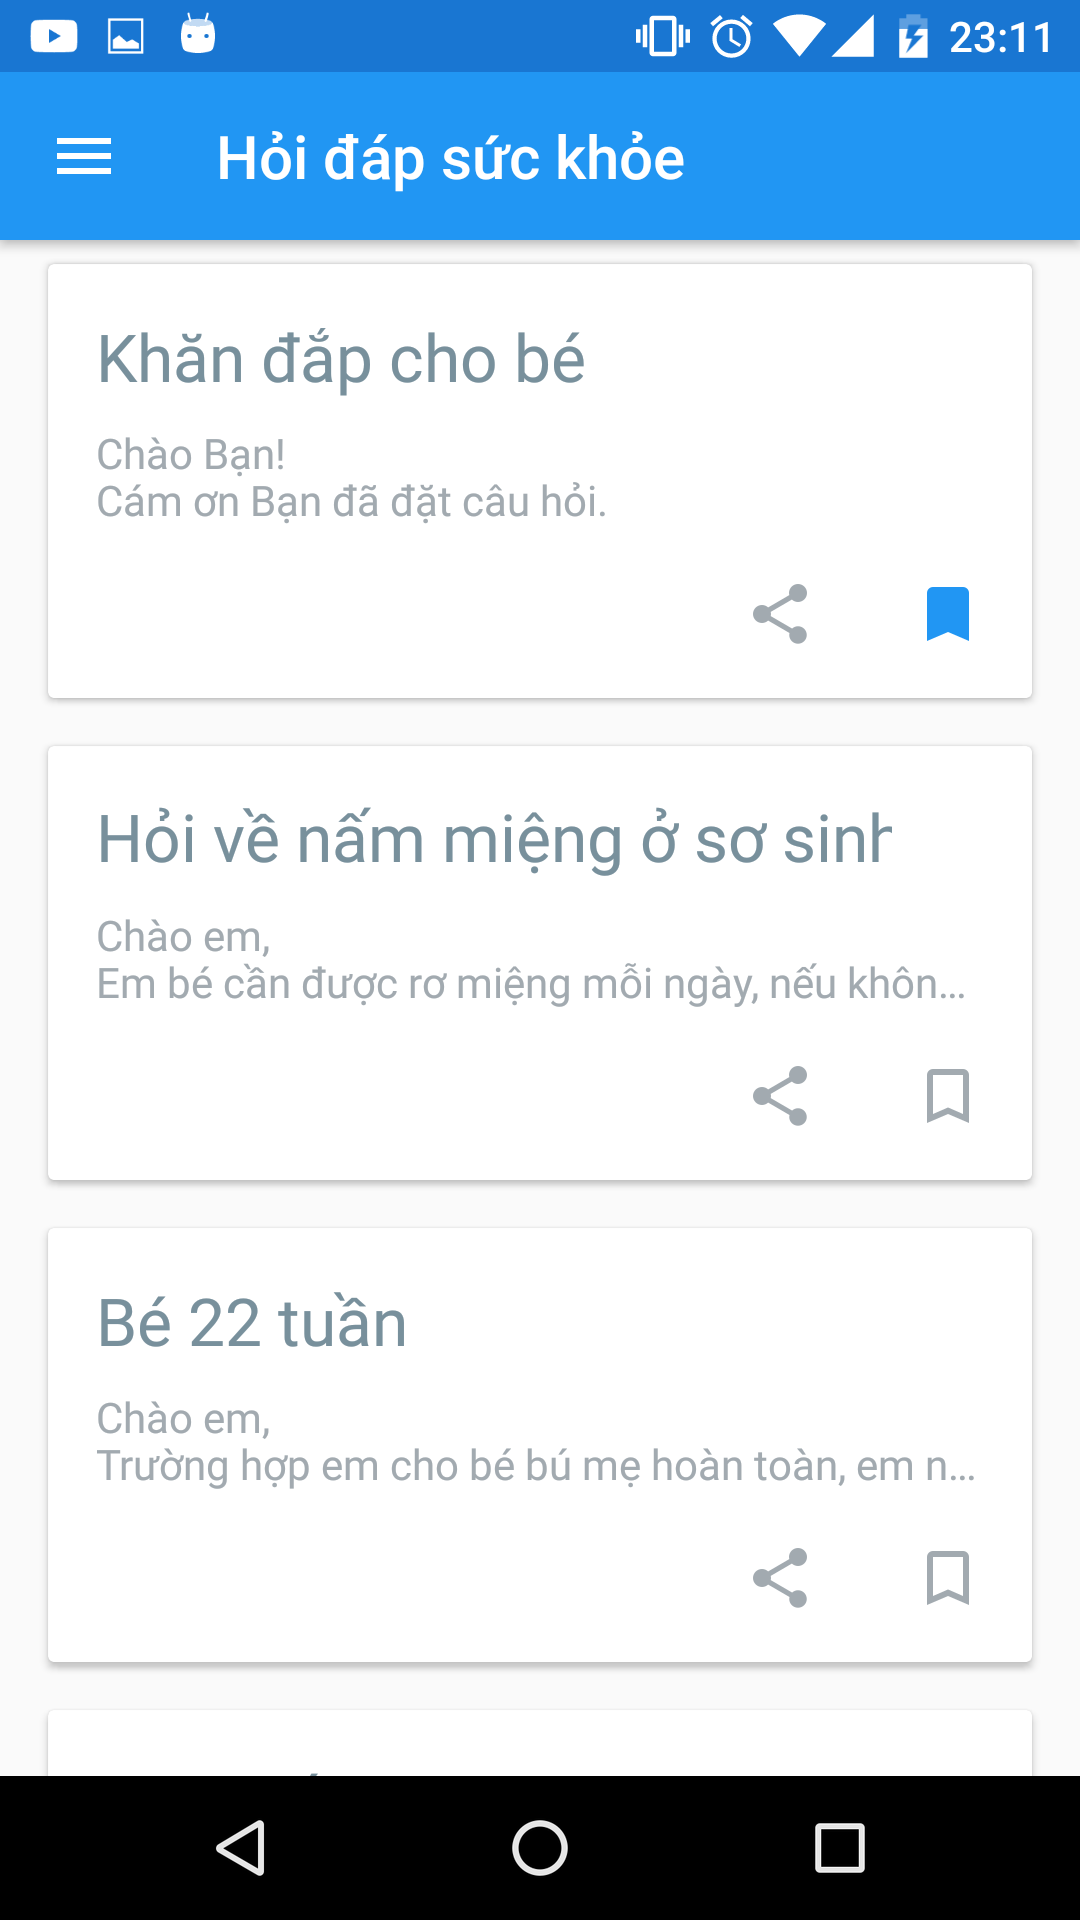 23:11
Hỏi đáp sức khỏe
Khăn đắp cho bé
Chào Bạn!
Cám ơn Bạn đã đặt câu hỏi.
Hỏi về nấm miệng ở sơ sinh
Chào em,
Em bé cần được rơ miệng mỗi ngày, nếu khôn...
Bé 22 tuần
Chào em,
Trường hợp em cho bé bú mẹ hoàn toàn, em n...